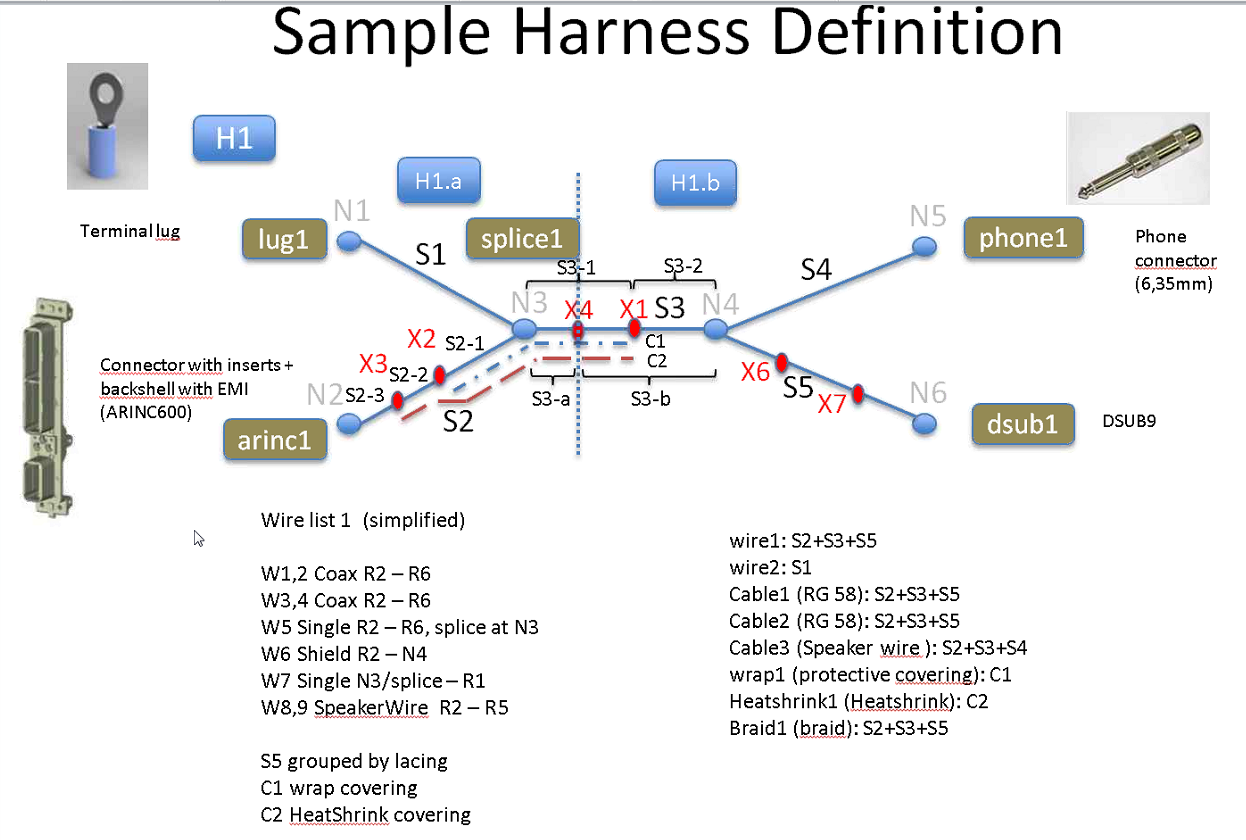 Sample Harness Definition
H1
H1.a
H1.b
N1
N5
Terminal lug
lug1
splice1
phone1
Phone
connector
(6,35mm)
S1
S3-1
S3-2
S4
N3
X4
X1
S3
N4
X2
S2-1
C1
C2
X3
S2-2
Connector with inserts +
backshell with EMI
(ARINC600)
N2
S2-3
S2
S3-a
S3-b
X6
S5
X7
N6
arinc1
dsub1
DSUB9
Wire list 1 (simplified)
W1,2 Coax R2 – R6
W3,4 Coax R2 – R6
W5 Single R2 – R6, splice at N3
W6 Shield R2 – N4
W7 Single N3/splice – R1
W8,9 SpeakerWire R2 – R5
S5 grouped by lacing
C1 wrap covering
C2 HeatShrink covering
wire1: S2+S3+S5
wire2: S1
Cable1 (RG 58): S2+S3+S5
Cable2 (RG 58): S2+S3+S5
Cable3 (Speaker wire ): S2+S3+S4
wrap1 (protective covering): C1
Heatshrink1 (Heatshrink): C2
Braid1 (braid): S2+S3+S5